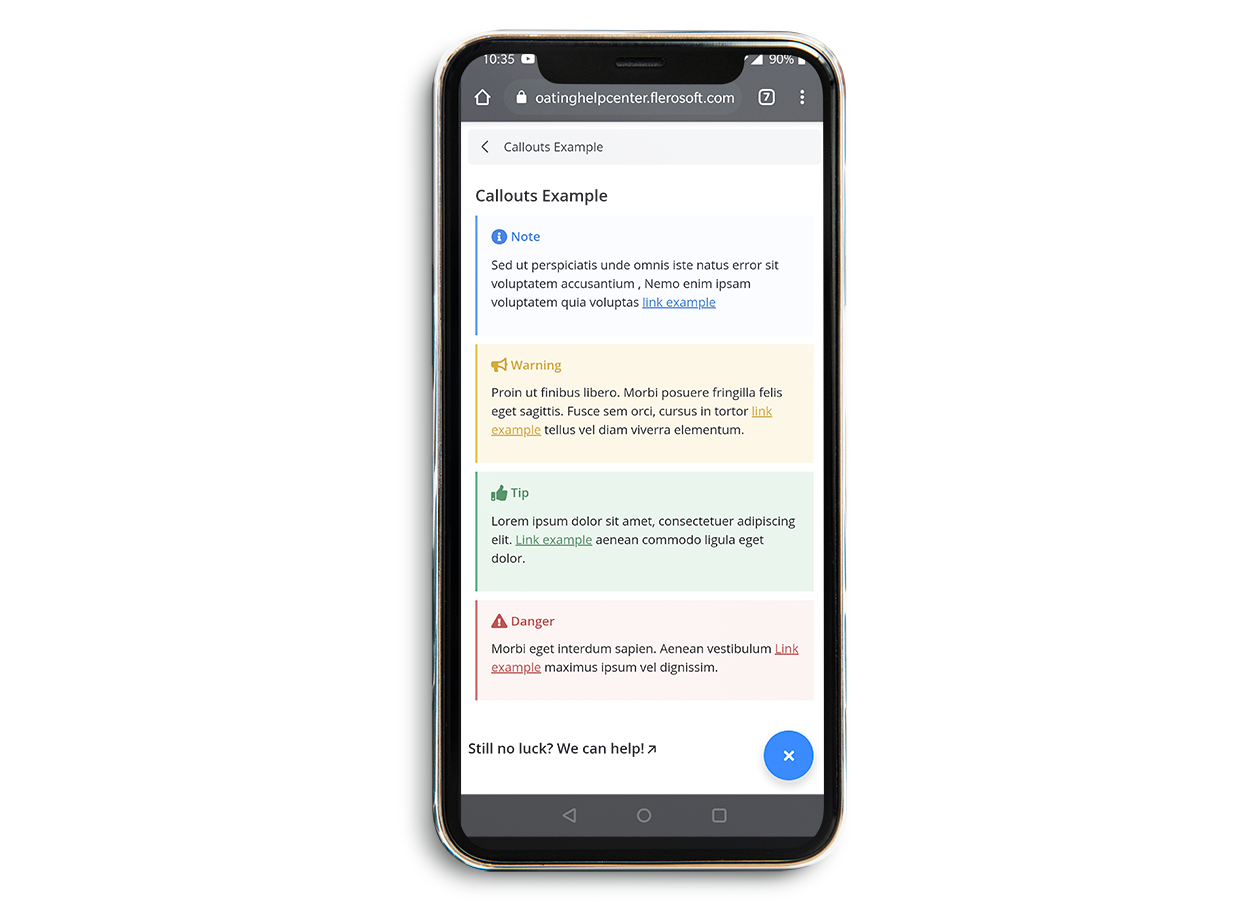 10:35 90%
oatinghelpcenter.flerosoft.com 7
Callouts Example
Callouts Example
Note
Sed ut perspiciatis unde omnis iste natus error sit
voluptatem accusantium , Nemo enim ipsam
voluptatem quia voluptas link example
Warning
Proin ut finibus libero. Morbi posuere fringilla felis
eget sagittis. Fusce sem orci, cursus in tortor link
example tellus vel diam viverra elementum.
Tip
Lorem ipsum dolor sit amet, consectetuer adipiscing
elit. Link example aenean commodo ligula eget
dolor.
Danger
Morbi eget interdum sapien. Aenean vestibulum Link
example maximus ipsum vel dignissim.
Still no luck? We can help!